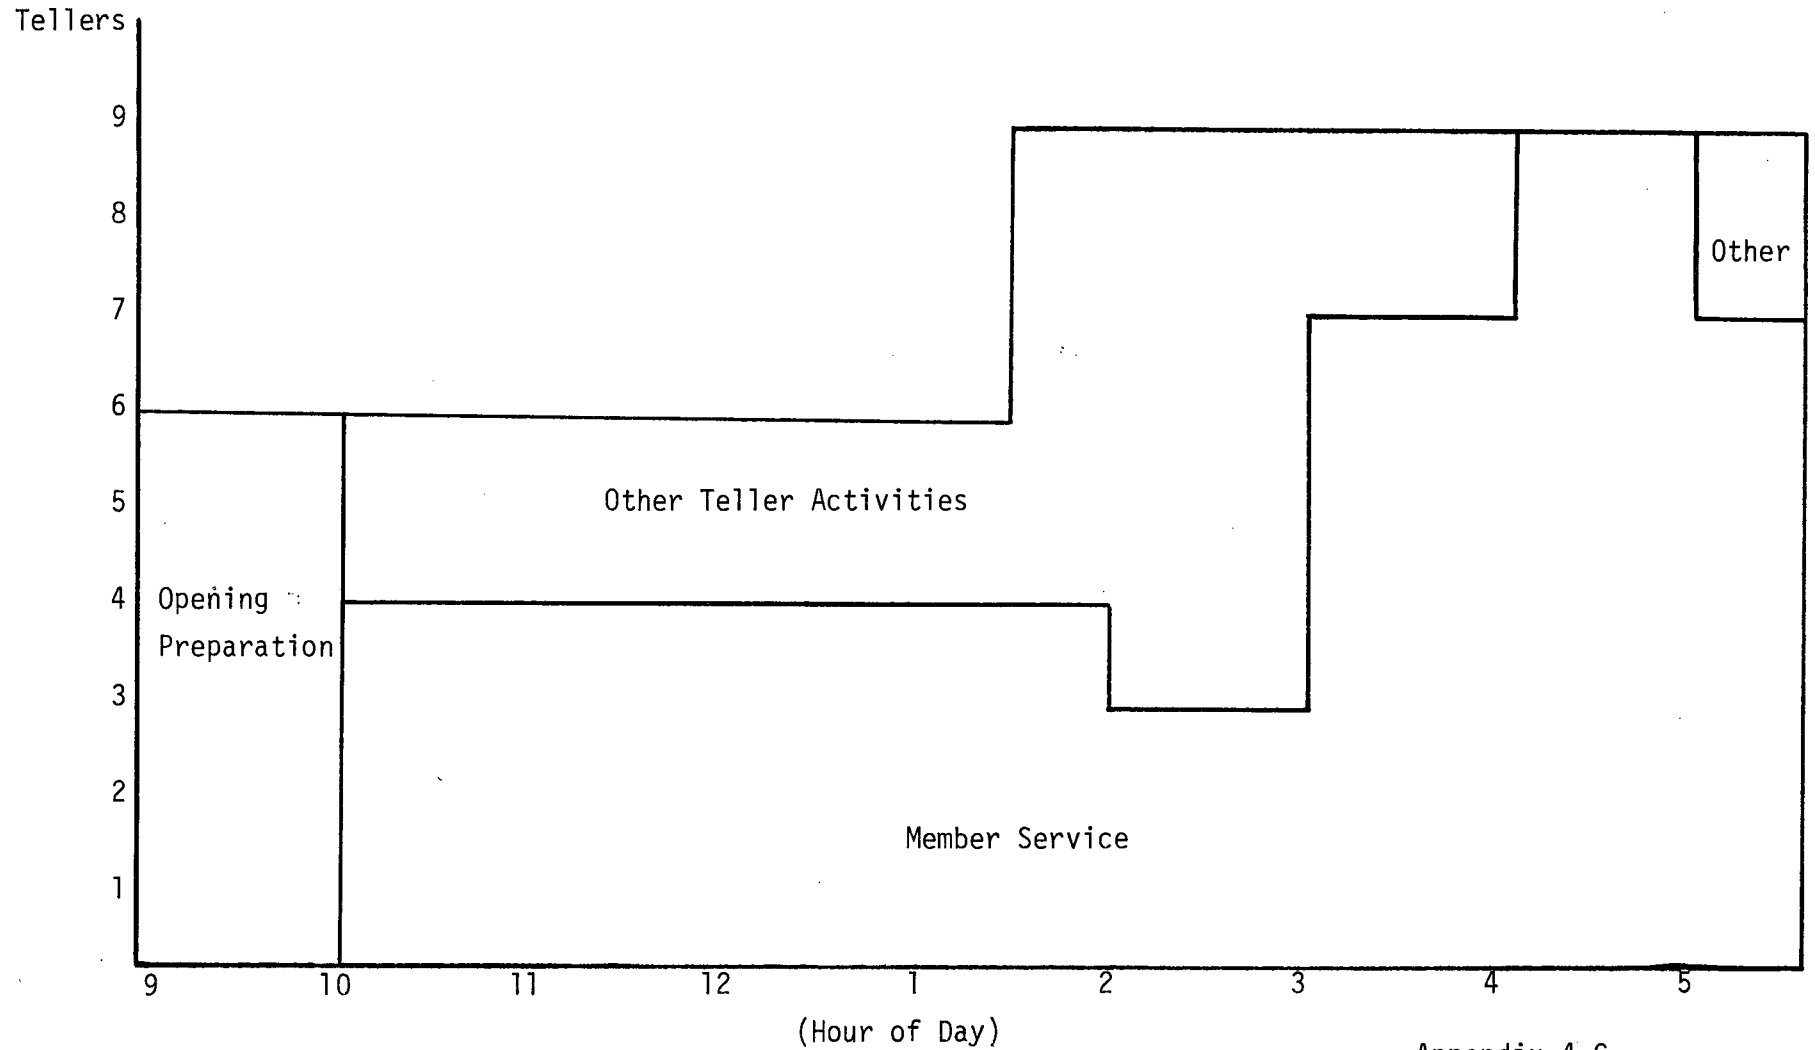 Tellers
9
8
Other
7
6
5
Other Teller Activities
4
Opening
Preparation
3
2
Member Service
1
9 10 11 12 1 2 3 4 5
(Hour of Day)